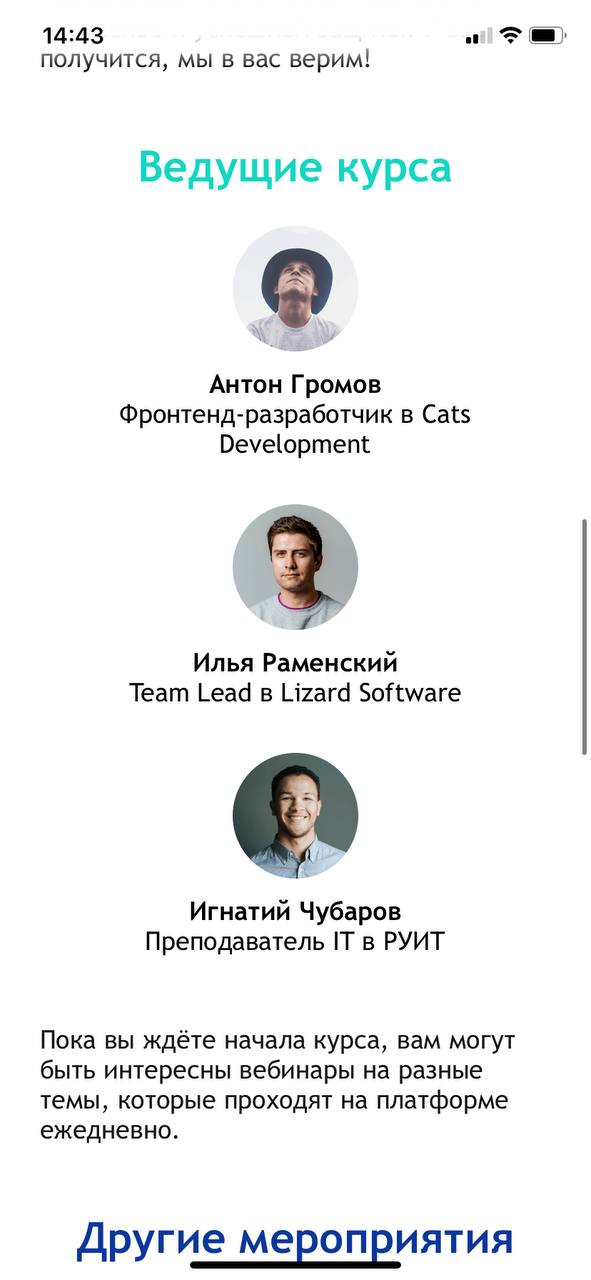 14:43
получится, мы в вас верим!
Ведущие курса
Антон Громов
Фронтенд-разработчик в Cats
Development
Илья Раменский
Team Lead в Lizard Software
Игнатий Чубаров
Преподаватель IT в РУИТ
Пока вы ждёте начала курса, вам могут
быть интересны вебинары на разные
темы, которые проходят на платформе
ежедневно.
Другие мероприятия